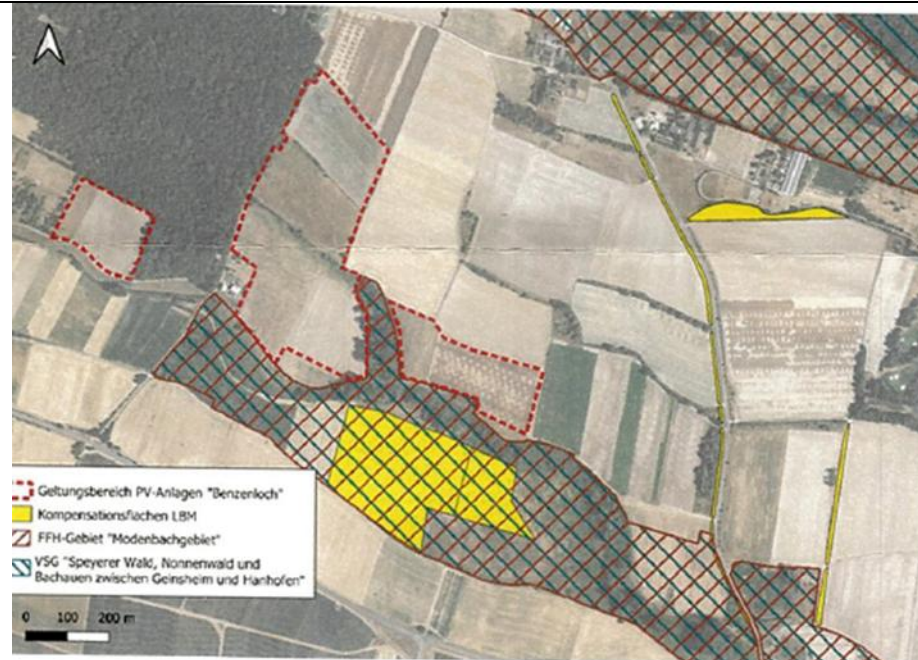 Geltungsbereich PV-Anlagen "Benzenloch"
Kompensationsflächen LBM
FFH-Gebiet "Modenbachgebiet"
VSG "Speyerer Wald, Nonnenwald und
Bachauen zwischen Geinsheim und Hanhofen"
0 100 200 m